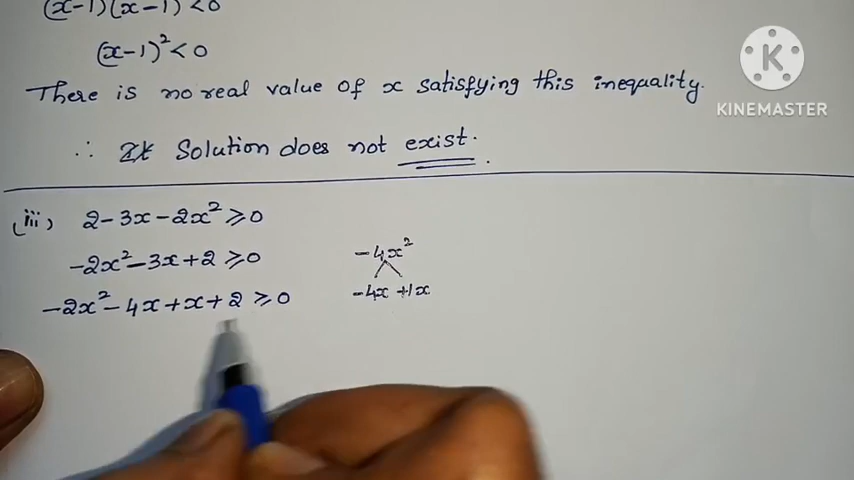 (x-1)(x-1)<0
(x-1)²<0
There is no real value of x satisfying this inequality.
∴ Solution does not exist.
(iii) 2-3x-2x²≥0
-2x²-3x+2≥0
-4x²
-2x²-4x+x+2≥0
-4x +1x
K
KINEMASTER